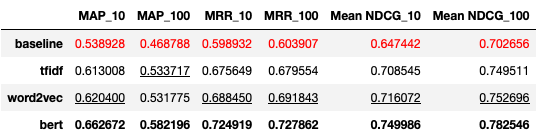 MAP_10 MAP_100 MRR_10 MRR_100 Mean NDCG_10 Mean NDCG_100
baseline 0.538928 0.468788 0.598932 0.603907 0.647442 0.702656
tfidf 0.613008 0.533717 0.675649 0.679554 0.708545 0.749511
word2vec 0.620400 0.531775 0.688450 0.691843 0.716072 0.752696
bert 0.662672 0.582196 0.724919 0.727862 0.749986 0.782546